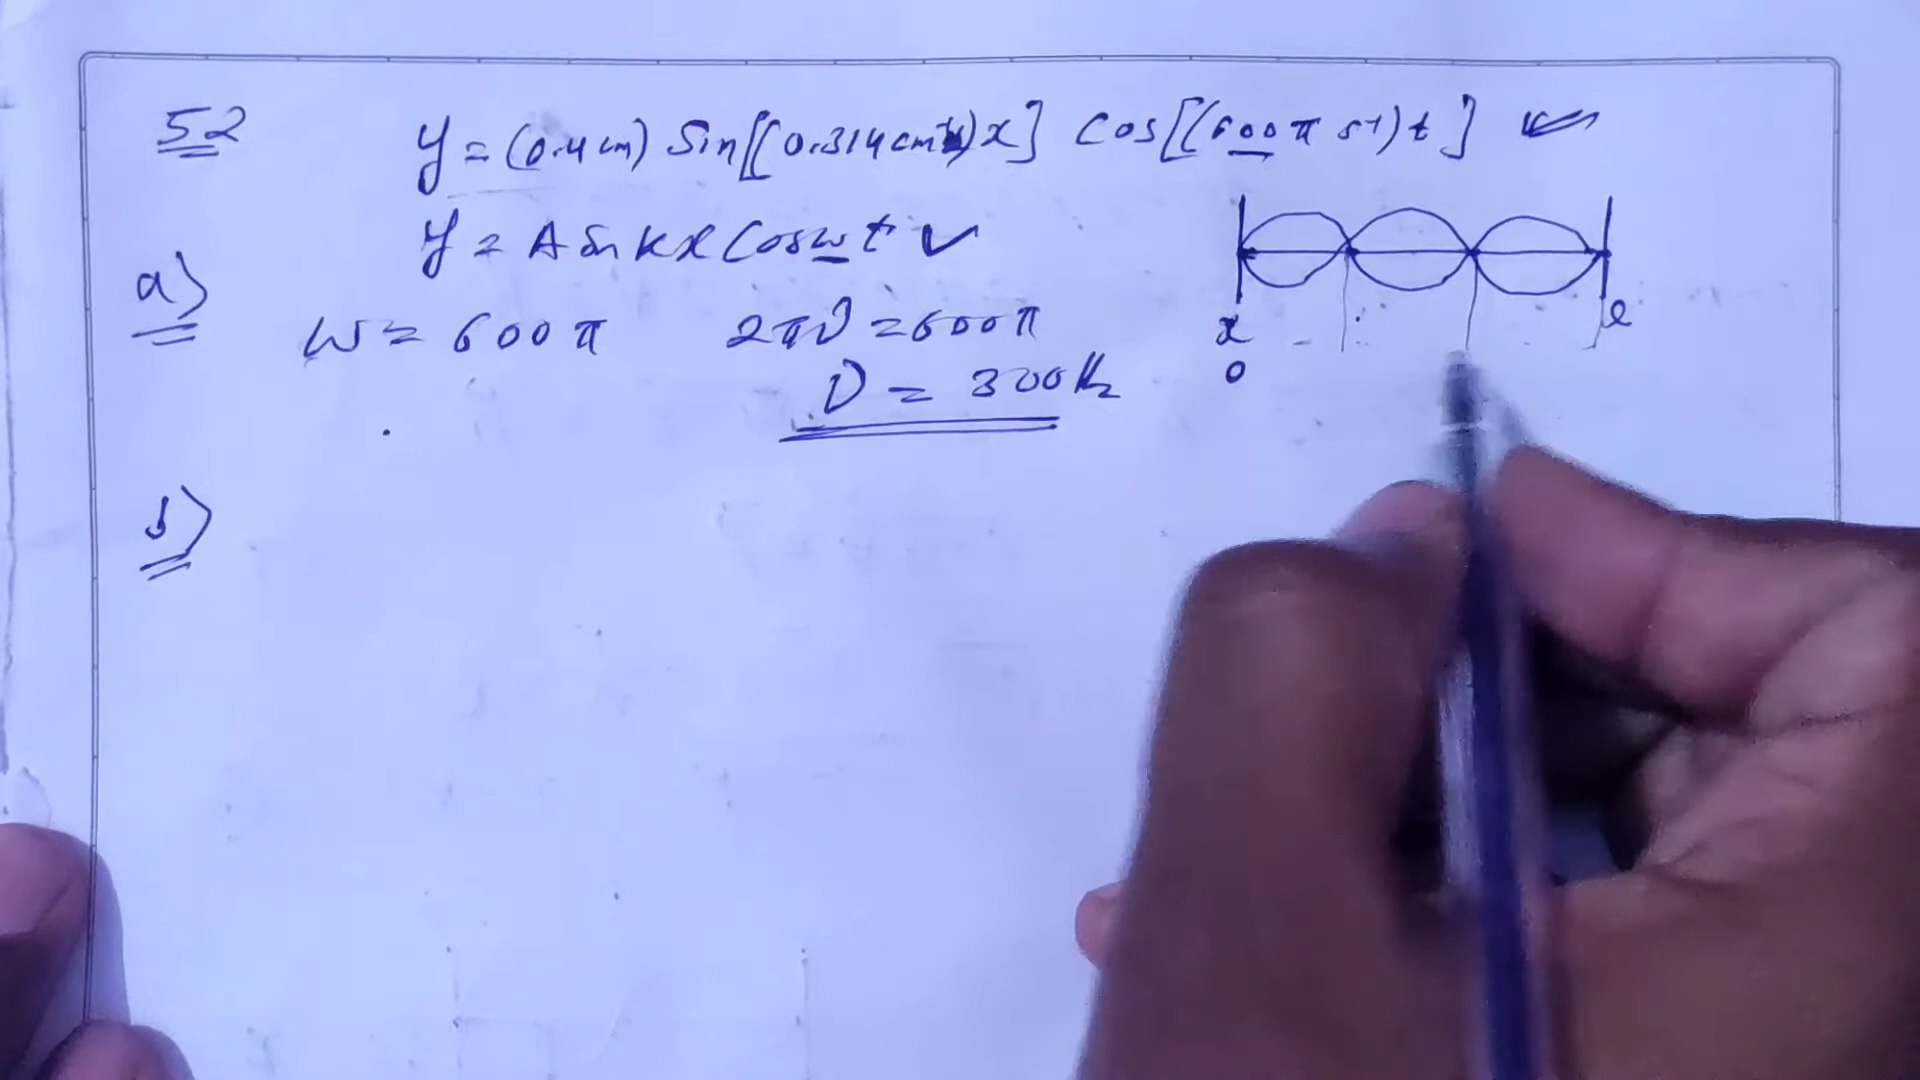 52 y = (0.4 cm) Sin[(0.314 cm⁻¹)x] Cos[(600π s⁻¹)t]
y = A Sin kx Cos ωt ✓
a)
ω = 600π 2πν = 600π
ν = 300 Hz
x l
0
b)